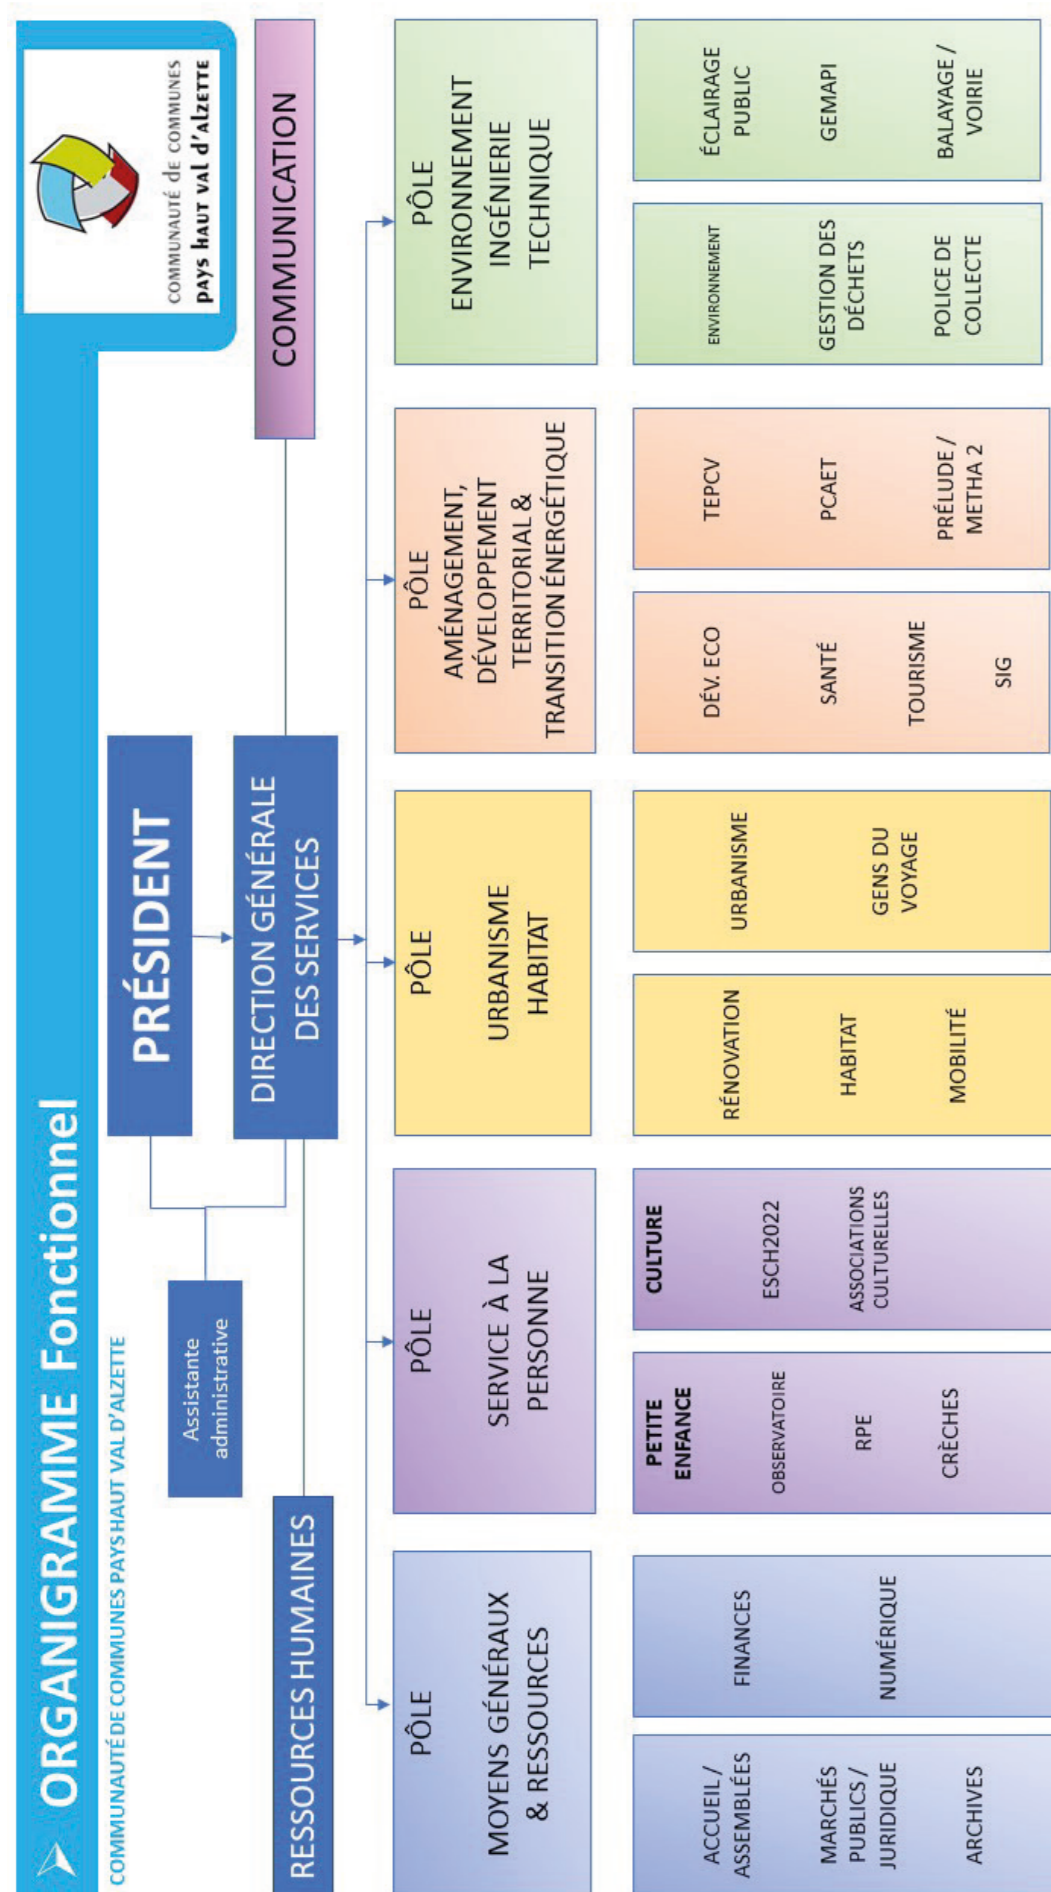 ORGANIGRAMME Fonctionnel
COMMUNAUTÉ DE COMMUNES PAYS HAUT VAL D'ALZETTE
COMMUNAUTÉ de COMMUNES
pays haut val d'alzette
PRÉSIDENT
Assistante
administrative
DIRECTION GÉNÉRALE
DES SERVICES
RESSOURCES HUMAINES
COMMUNICATION
PÔLE
MOYENS GÉNÉRAUX
& RESSOURCES
ACCUEIL /
ASSEMBLÉES
MARCHÉS
PUBLICS /
JURIDIQUE
ARCHIVES
FINANCES
NUMÉRIQUE
PÔLE
SERVICE À LA
PERSONNE
PETITE
ENFANCE
OBSERVATOIRE
RPE
CRÈCHES
CULTURE
ESCH2022
ASSOCIATIONS
CULTURELLES
PÔLE
URBANISME
HABITAT
RÉNOVATION
HABITAT
MOBILITÉ
URBANISME
GENS DU
VOYAGE
PÔLE
AMÉNAGEMENT,
DÉVELOPPEMENT
TERRITORIAL &
TRANSITION ÉNERGÉTIQUE
DÉV. ECO
SANTÉ
TOURISME
SIG
TEPCV
PCAET
PRÉLUDE /
METHA 2
PÔLE
ENVIRONNEMENT
INGÉNIERIE
TECHNIQUE
ENVIRONNEMENT
GESTION DES
DÉCHETS
POLICE DE
COLLECTE
ÉCLAIRAGE
PUBLIC
GEMAPI
BALAYAGE /
VOIRIE